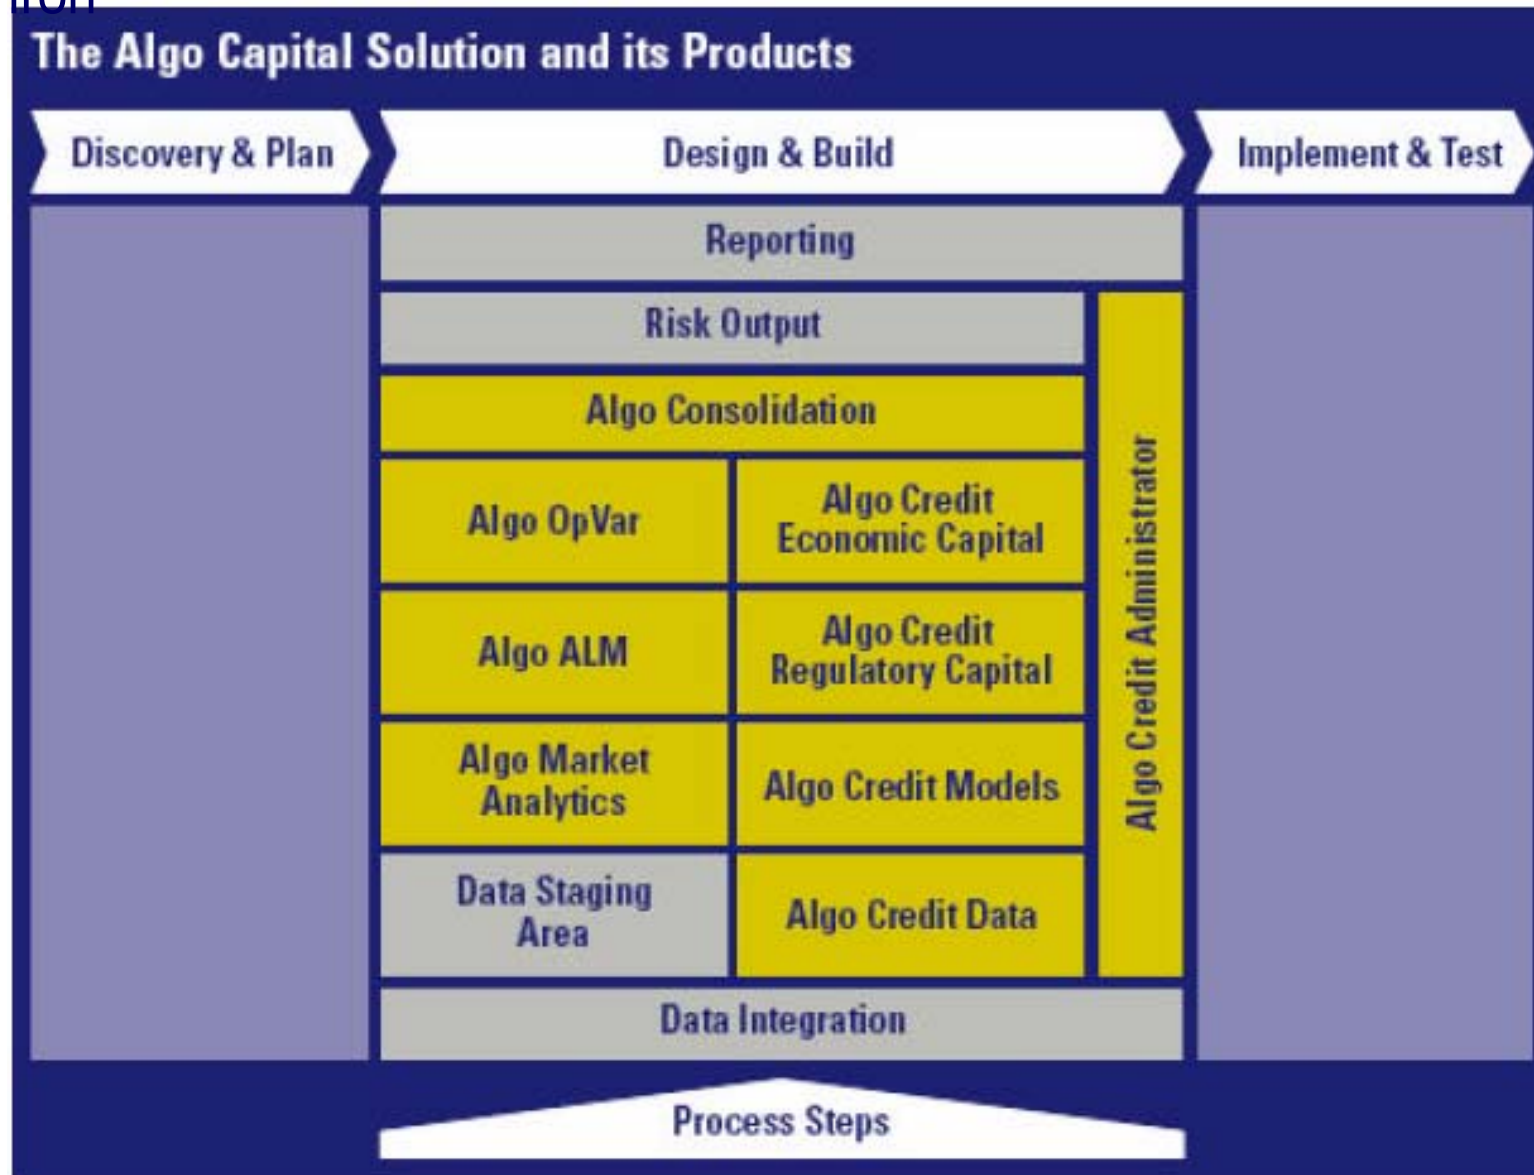 The Algo Capital Solution and its Products
Discovery & Plan
Design & Build
Implement & Test
Reporting
Risk Output
Algo Consolidation
Algo OpVar
Algo Credit
Economic Capital
Algo ALM
Algo Credit
Regulatory Capital
Algo Market
Analytics
Algo Credit Models
Data Staging
Area
Algo Credit Data
Algo Credit Administrator
Data Integration
Process Steps